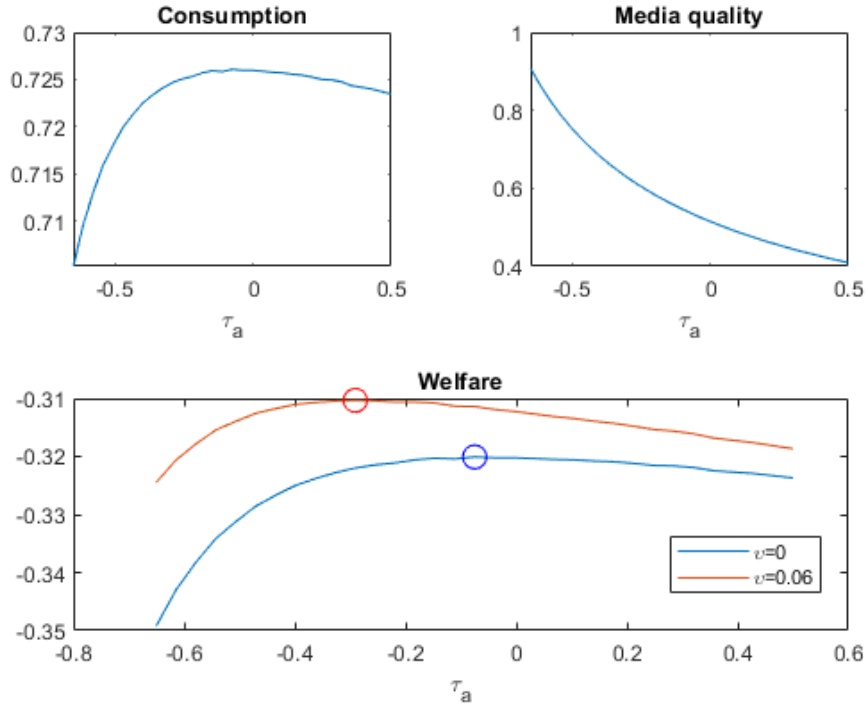 Consumption
0.73
0.725
0.72
0.715
0.71
-0.5 0 0.5
τa
Media quality
1
0.8
0.6
0.4
-0.5 0 0.5
τa
Welfare
-0.31
-0.32
-0.33
-0.34
-0.35
-0.8 -0.6 -0.4 -0.2 0 0.2 0.4 0.6
τa
υ=0
υ=0.06